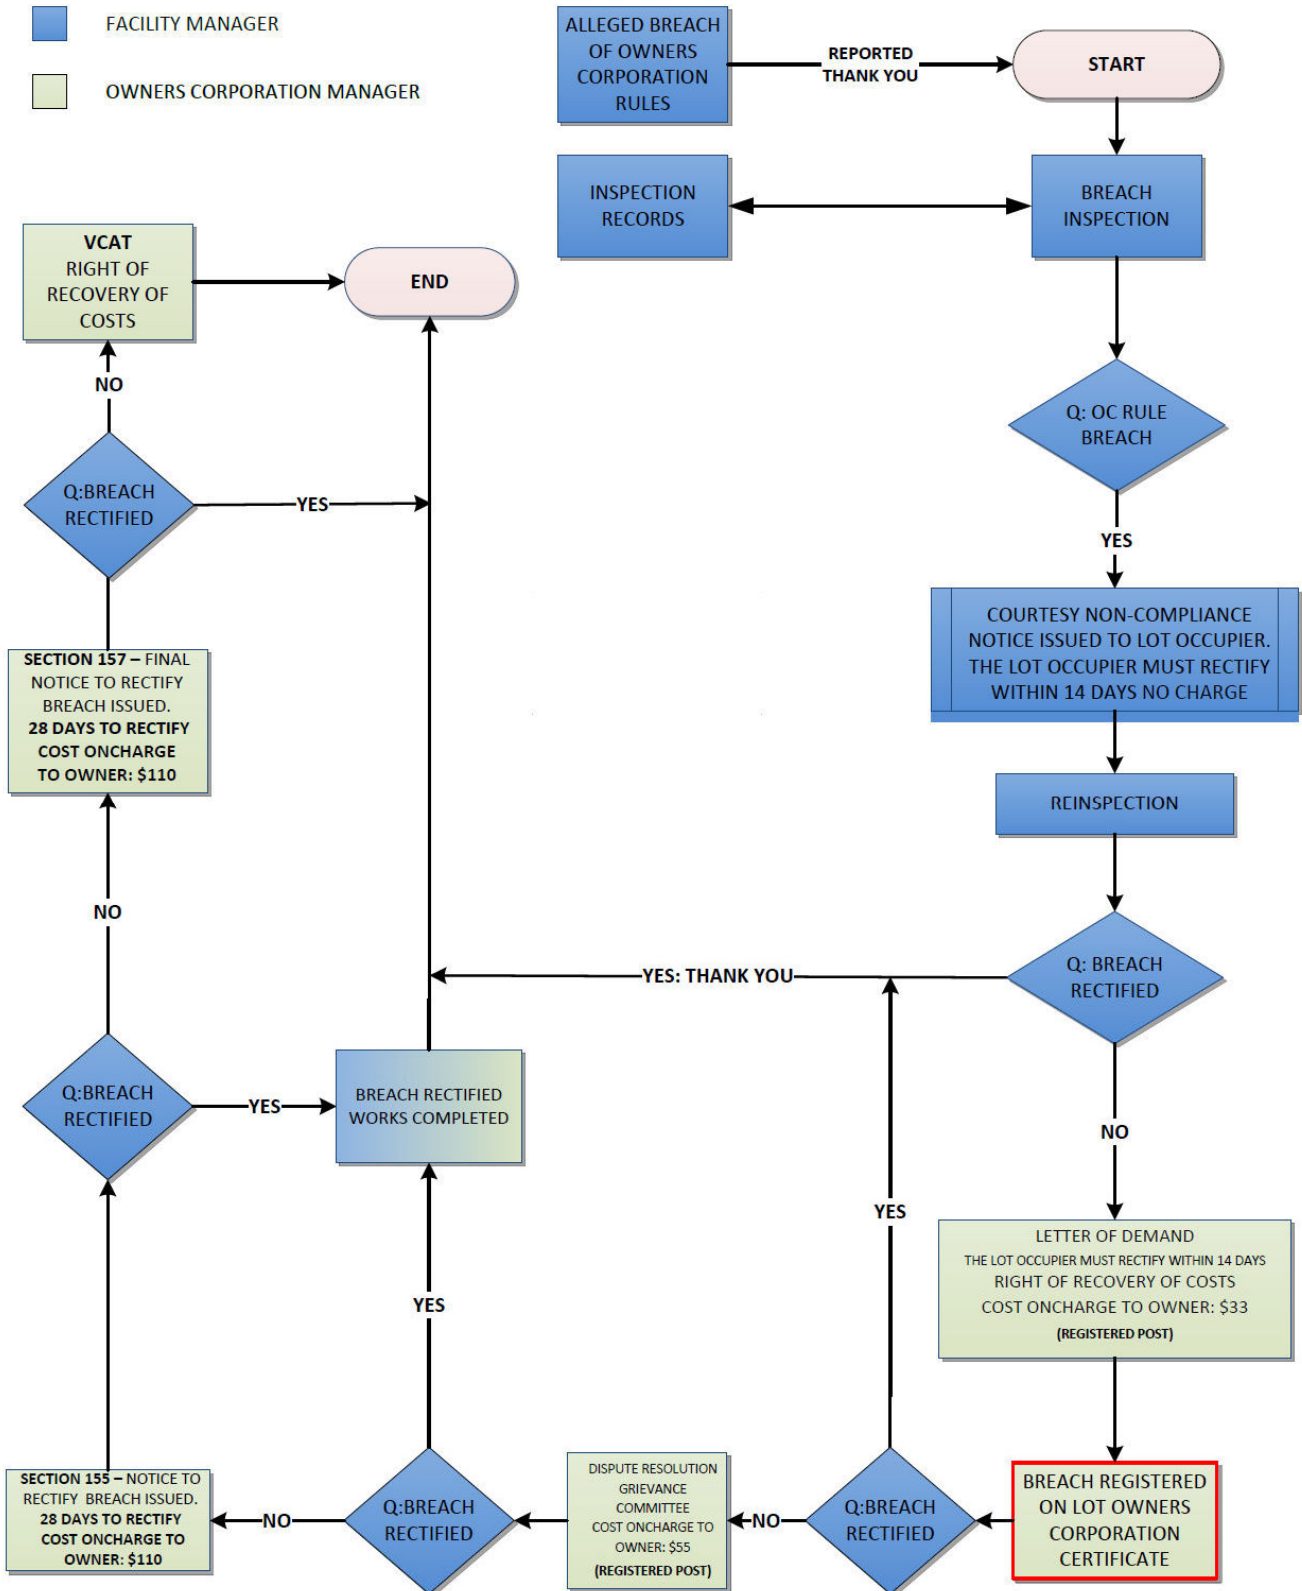 FACILITY MANAGER
OWNERS CORPORATION MANAGER
ALLEGED BREACH
OF OWNERS
CORPORATION
RULES
REPORTED
THANK YOU
START
INSPECTION
RECORDS
BREACH
INSPECTION
VCAT
RIGHT OF
RECOVERY OF
COSTS
END
NO
Q: OC RULE
BREACH
Q:BREACH
RECTIFIED
YES
YES
COURTESY NON-COMPLIANCE
NOTICE ISSUED TO LOT OCCUPIER.
THE LOT OCCUPIER MUST RECTIFY
WITHIN 14 DAYS NO CHARGE
SECTION 157 – FINAL
NOTICE TO RECTIFY
BREACH ISSUED.
28 DAYS TO RECTIFY
COST ONCHARGE
TO OWNER: $110
REINSPECTION
NO
YES: THANK YOU
Q: BREACH
RECTIFIED
Q:BREACH
RECTIFIED
YES
BREACH RECTIFIED
WORKS COMPLETED
NO
YES
LETTER OF DEMAND
THE LOT OCCUPIER MUST RECTIFY WITHIN 14 DAYS
RIGHT OF RECOVERY OF COSTS
COST ONCHARGE TO OWNER: $33
(REGISTERED POST)
YES
SECTION 155 – NOTICE TO
RECTIFY BREACH ISSUED.
28 DAYS TO RECTIFY
COST ONCHARGE TO
OWNER: $110
NO
Q:BREACH
RECTIFIED
DISPUTE RESOLUTION
GRIEVANCE
COMMITTEE
COST ONCHARGE TO
OWNER: $55
(REGISTERED POST)
NO
Q:BREACH
RECTIFIED
BREACH REGISTERED
ON LOT OWNERS
CORPORATION
CERTIFICATE